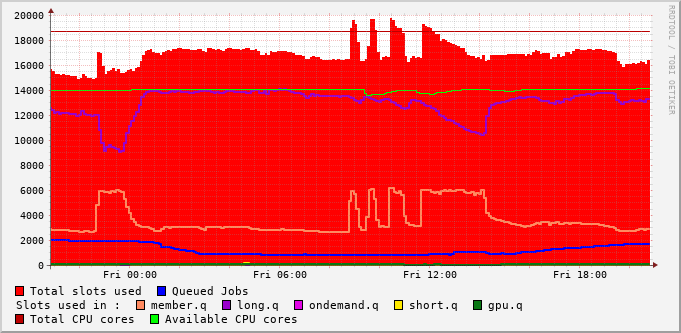 20000
18000
16000
14000
12000
10000
8000
6000
4000
2000
0
Fri 00:00 Fri 06:00 Fri 12:00 Fri 18:00
RRDTOOL / TOBI OETIKER
Total slots used Queued Jobs
Slots used in : member.q long.q ondemand.q short.q gpu.q
Total CPU cores Available CPU cores